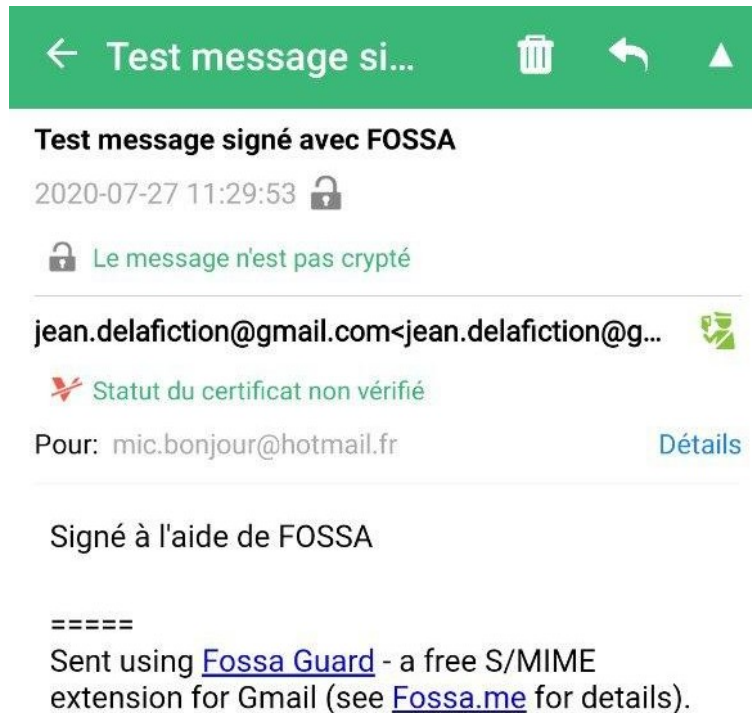 Test message si...
Test message signé avec FOSSA
2020-07-27 11:29:53
Le message n'est pas crypté
jean.delafiction@gmail.com<jean.delafiction@g...
Statut du certificat non vérifié
Pour: mic.bonjour@hotmail.fr Détails
Signé à l'aide de FOSSA
=====
Sent using Fossa Guard - a free S/MIME
extension for Gmail (see Fossa.me for details).